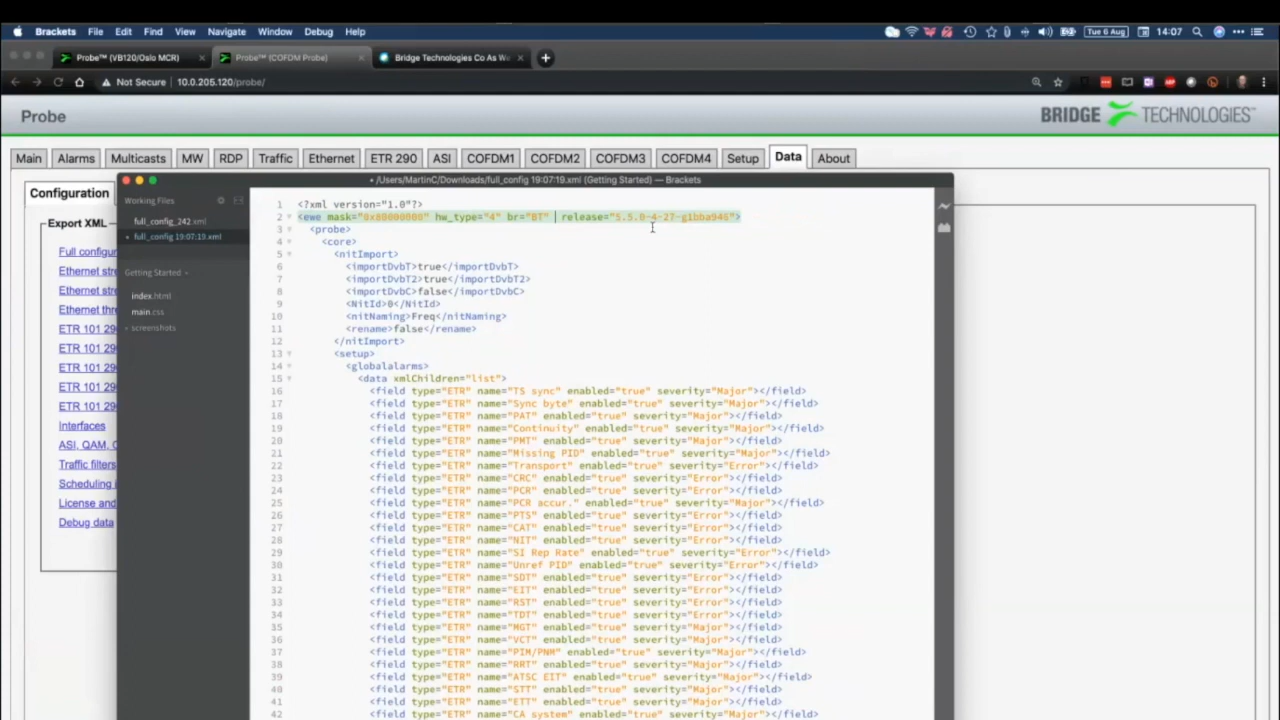 Brackets File Edit Find View Navigate Window Debug Help Tue 6 Aug 14:07
Probe™ (VB120/Oslo MCR) Probe™ (COFDM Probe) Bridge Technologies Co As We
Not Secure 10.0.205.120/probe/
Probe BRIDGE TECHNOLOGIES
Main Alarms Multicasts MW RDP Traffic Ethernet ETR 290 ASI COFDM1 COFDM2 COFDM3 COFDM4 Setup Data About
• /Users/MartinC/Downloads/full_config 19:07:19.xml (Getting Started) — Brackets
Configuration
Export XML
Full configur
Ethernet stre
Ethernet stre
Ethernet thre
ETR 101 290
ETR 101 290
ETR 101 290
ETR 101 290
ETR 101 290
Interfaces
ASI, QAM, C
Traffic filters
Scheduling i
License and
Debug data
Working Files
full_config_242.xml
• full_config 19:07:19.xml
Getting Started
index.html
main.css
screenshots
1 <?xml version="1.0"?>
2 <ewe mask="0x80000000" hw_type="4" br="BT" release="5.5.0-4-27-g1bba946">
3 <probe>
4 <core>
5 <nitImport>
6 <importDvbT>true</importDvbT>
7 <importDvbT2>true</importDvbT2>
8 <importDvbC>false</importDvbC>
9 <NitId>0</NitId>
10 <nitNaming>Freq</nitNaming>
11 <rename>false</rename>
12 </nitImport>
13 <setup>
14 <globalalarms>
15 <data xmlChildren="list">
16 <field type="ETR" name="TS sync" enabled="true" severity="Major"></field>
17 <field type="ETR" name="Sync byte" enabled="true" severity="Major"></field>
18 <field type="ETR" name="PAT" enabled="true" severity="Major"></field>
19 <field type="ETR" name="Continuity" enabled="true" severity="Major"></field>
20 <field type="ETR" name="PMT" enabled="true" severity="Major"></field>
21 <field type="ETR" name="Missing PID" enabled="true" severity="Major"></field>
22 <field type="ETR" name="Transport" enabled="true" severity="Error"></field>
23 <field type="ETR" name="CRC" enabled="true" severity="Error"></field>
24 <field type="ETR" name="PCR" enabled="true" severity="Error"></field>
25 <field type="ETR" name="PCR accur." enabled="true" severity="Major"></field>
26 <field type="ETR" name="PTS" enabled="true" severity="Error"></field>
27 <field type="ETR" name="CAT" enabled="true" severity="Error"></field>
28 <field type="ETR" name="NIT" enabled="true" severity="Error"></field>
29 <field type="ETR" name="SI Rep Rate" enabled="true" severity="Error"></field>
30 <field type="ETR" name="Unref PID" enabled="true" severity="Error"></field>
31 <field type="ETR" name="SDT" enabled="true" severity="Error"></field>
32 <field type="ETR" name="EIT" enabled="true" severity="Error"></field>
33 <field type="ETR" name="RST" enabled="true" severity="Error"></field>
34 <field type="ETR" name="TDT" enabled="true" severity="Major"></field>
35 <field type="ETR" name="MGT" enabled="true" severity="Major"></field>
36 <field type="ETR" name="VCT" enabled="true" severity="Major"></field>
37 <field type="ETR" name="PIM/PNM" enabled="true" severity="Major"></field>
38 <field type="ETR" name="RRT" enabled="true" severity="Major"></field>
39 <field type="ETR" name="ATSC EIT" enabled="true" severity="Major"></field>
40 <field type="ETR" name="STT" enabled="true" severity="Major"></field>
41 <field type="ETR" name="ETT" enabled="true" severity="Major"></field>
42 <field type="ETR" name="CA system" enabled="true" severity="Major"></field>